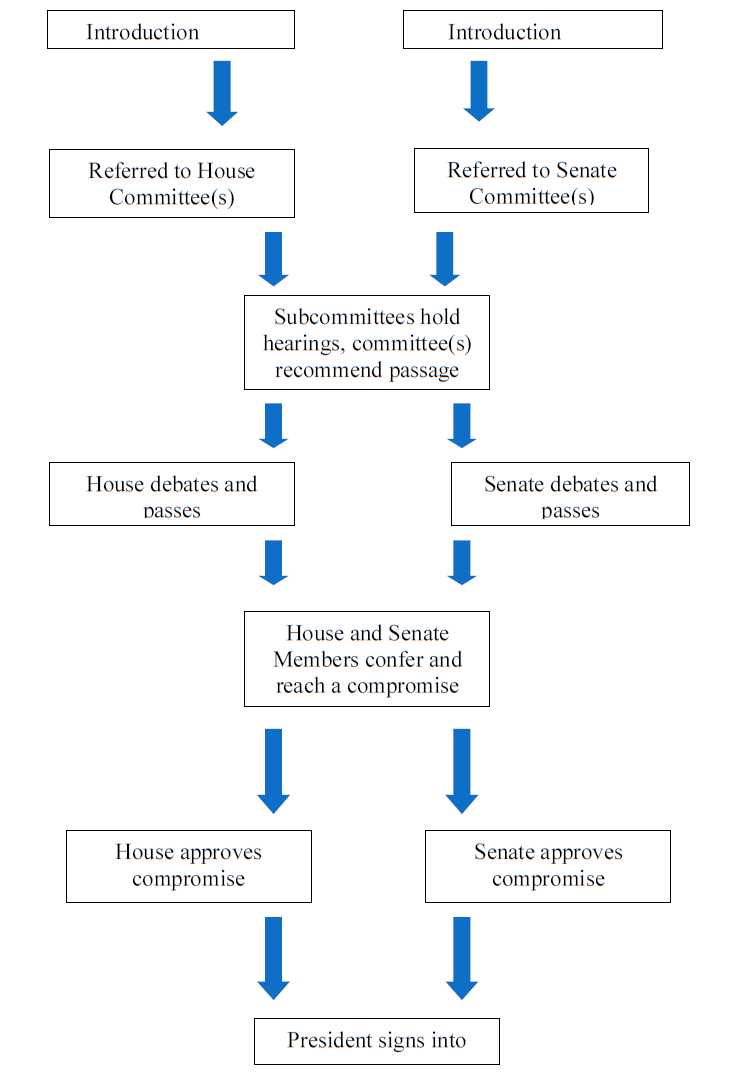 Introduction
Introduction
Referred to House
Committee(s)
Referred to Senate
Committee(s)
Subcommittees hold
hearings, committee(s)
recommend passage
House debates and
passes
Senate debates and
passes
House and Senate
Members confer and
reach a compromise
House approves
compromise
Senate approves
compromise
President signs into